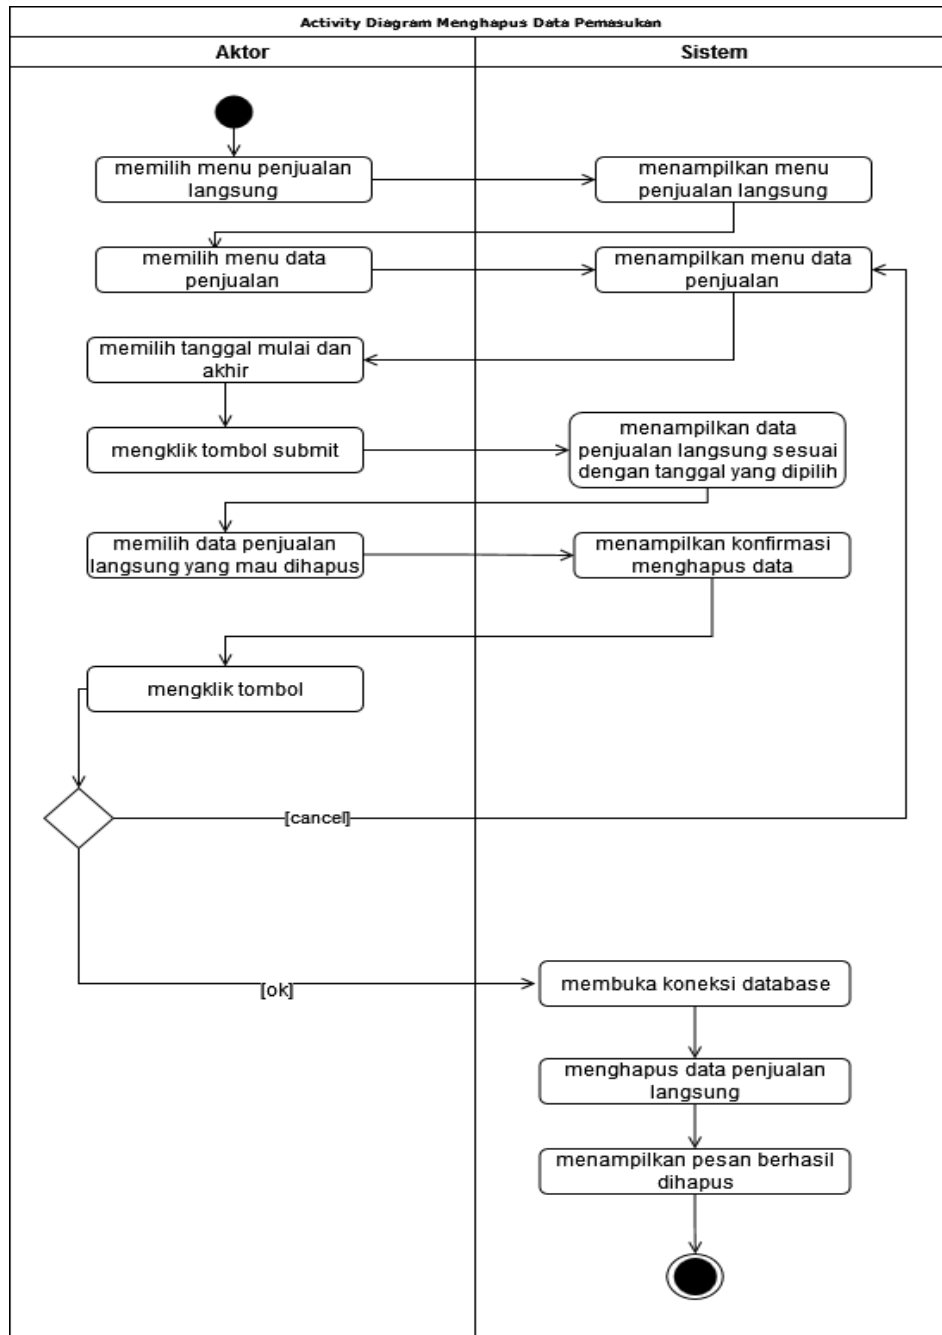 Activity Diagram Menghapus Data Pemasukan
Aktor
Sistem
memilih menu penjualan
langsung
menampilkan menu
penjualan langsung
memilih menu data
penjualan
menampilkan menu data
penjualan
memilih tanggal mulai dan
akhir
mengklik tombol submit
menampilkan data
penjualan langsung sesuai
dengan tanggal yang dipilih
memilih data penjualan
langsung yang mau dihapus
menampilkan konfirmasi
menghapus data
mengklik tombol
[cancel]
[ok]
membuka koneksi database
menghapus data penjualan
langsung
menampilkan pesan berhasil
dihapus